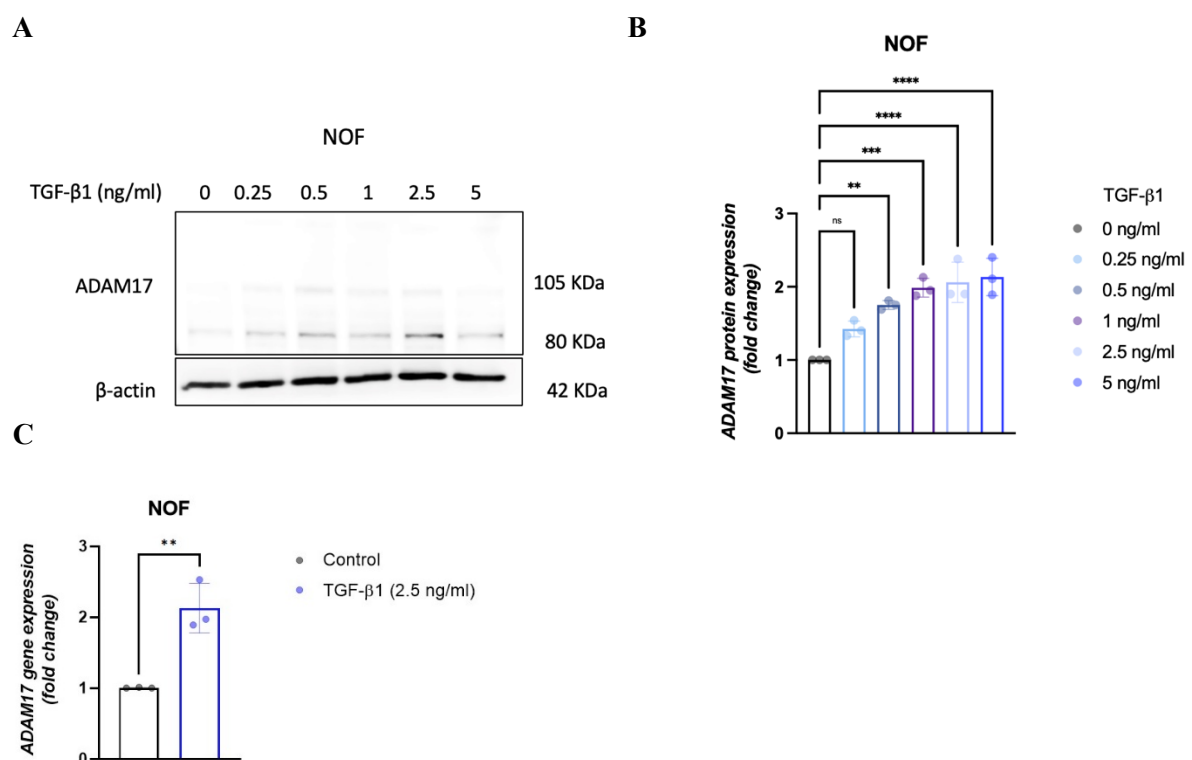 A
NOF
TGF-β1 (ng/ml) 0 0.25 0.5 1 2.5 5
ADAM17
105 KDa
80 KDa
β-actin
42 KDa
B
NOF
****
****
***
**
ns
ADAM17 protein expression
(fold change)
3
2
1
0
TGF-β1
0 ng/ml
0.25 ng/ml
0.5 ng/ml
1 ng/ml
2.5 ng/ml
5 ng/ml
C
NOF
**
ADAM17 gene expression
(fold change)
3
2
1
0
Control
TGF-β1 (2.5 ng/ml)